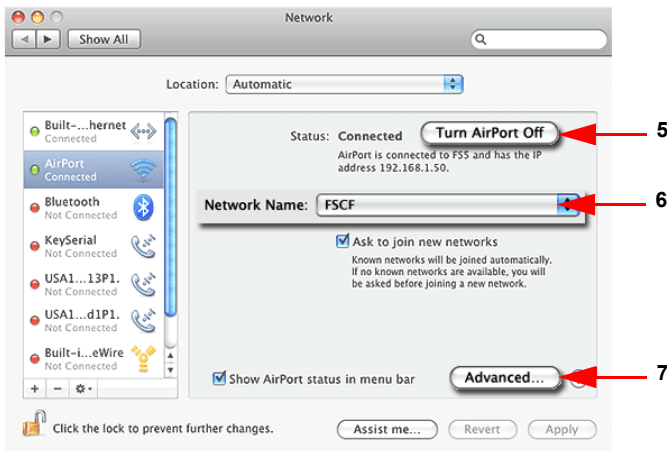 Network
Show All
Location: Automatic
Built-...hernet
Connected
AirPort
Connected
Bluetooth
Not Connected
KeySerial
Not Connected
USA1...13P1.
Not Connected
USA1...d1P1.
Not Connected
Built-i...eWire
Not Connected
Status: Connected
Turn AirPort Off
5
AirPort is connected to FS5 and has the IP
address 192.168.1.50.
Network Name: FSCF
6
Ask to join new networks
Known networks will be joined automatically.
If no known networks are available, you will
be asked before joining a new network.
Show AirPort status in menu bar
Advanced...
7
Click the lock to prevent further changes.
Assist me...
Revert
Apply